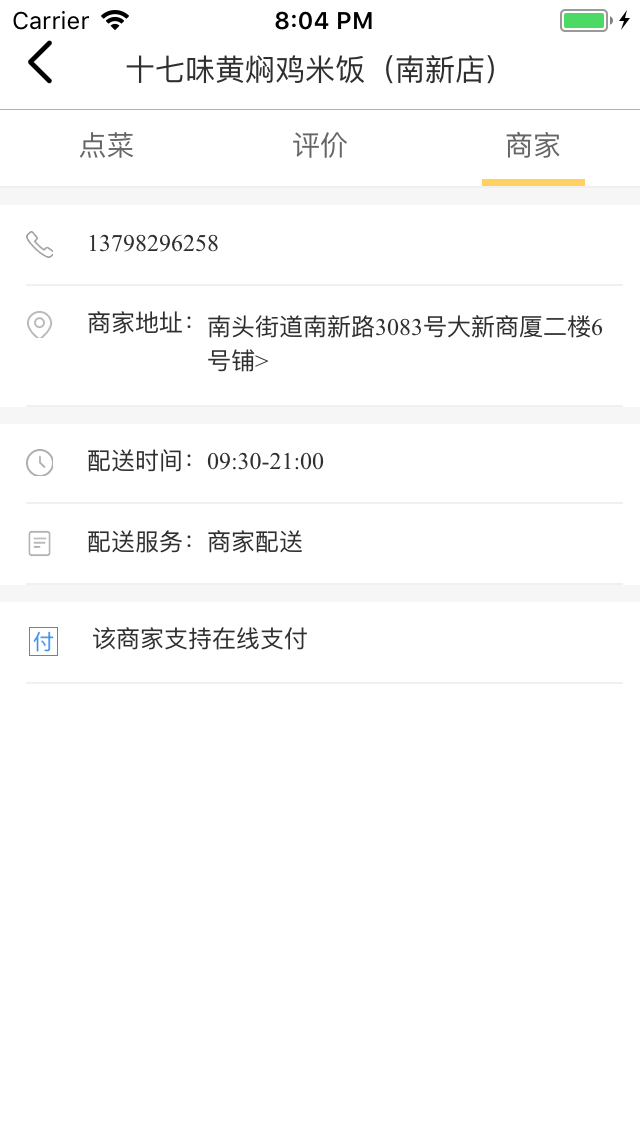 Carrier 8:04 PM
十七味黄焖鸡米饭（南新店）
点菜 评价 商家
13798296258
商家地址： 南头街道南新路3083号大新商厦二楼6
号铺>
配送时间： 09:30-21:00
配送服务： 商家配送
付 该商家支持在线支付